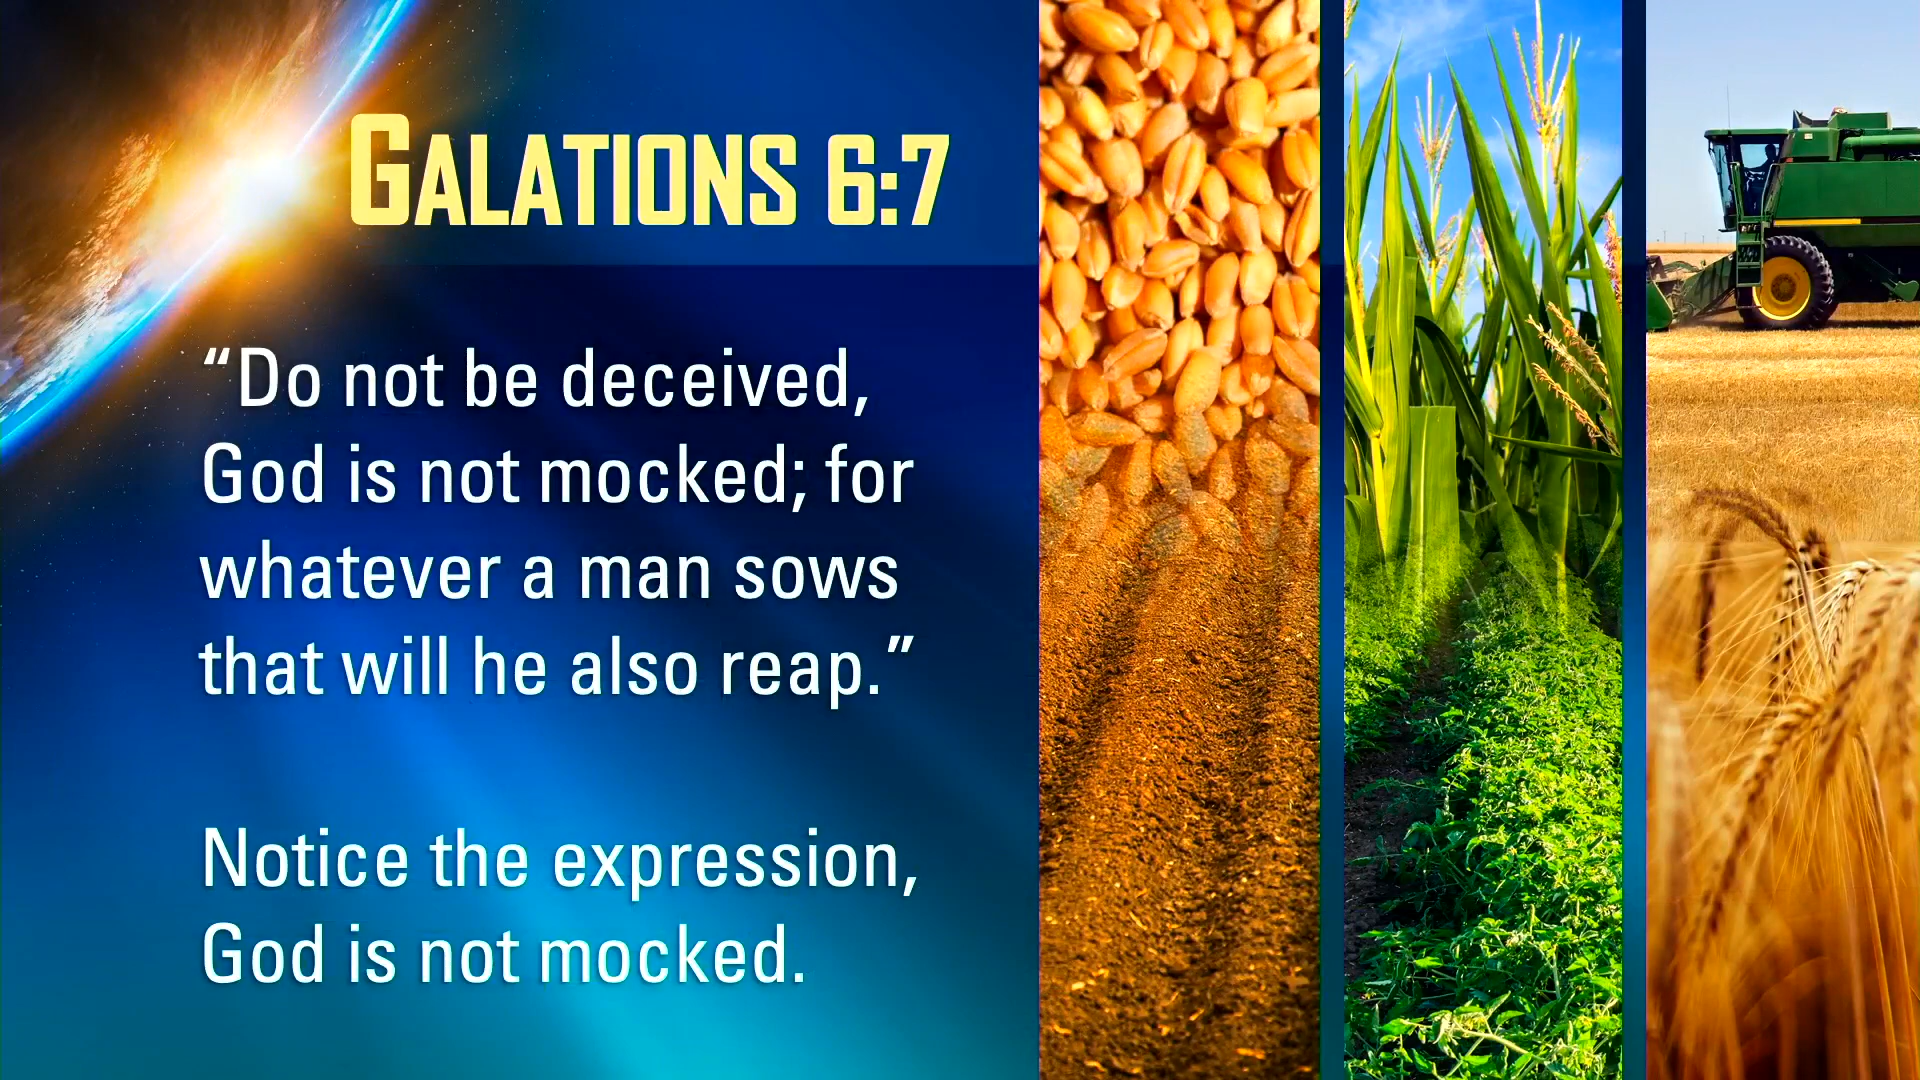 GALATIONS 6:7
“Do not be deceived,
God is not mocked; for
whatever a man sows
that will he also reap.”
Notice the expression,
God is not mocked.